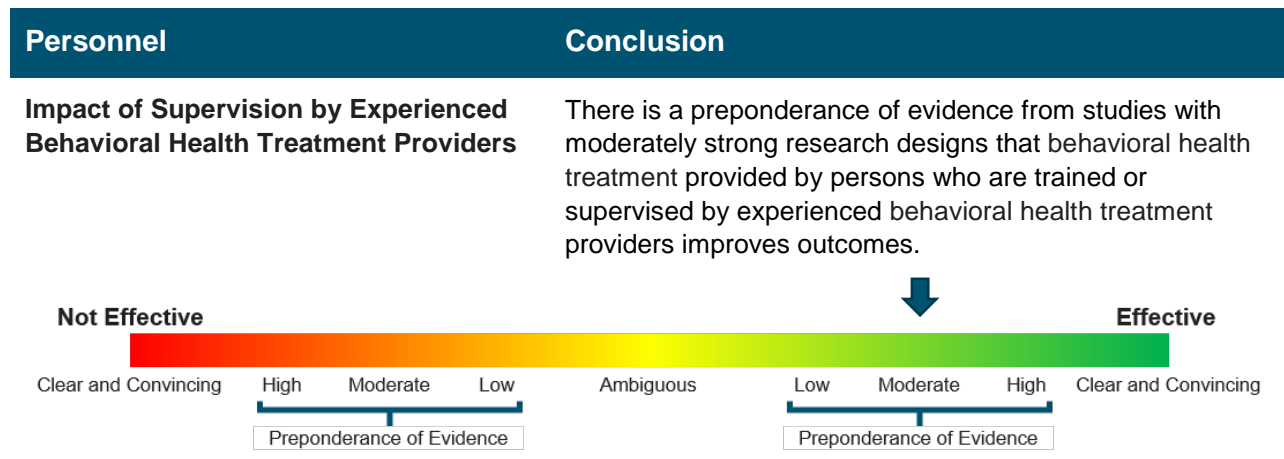 Personnel
Conclusion
Impact of Supervision by Experienced
Behavioral Health Treatment Providers
There is a preponderance of evidence from studies with
moderately strong research designs that behavioral health
treatment provided by persons who are trained or
supervised by experienced behavioral health treatment
providers improves outcomes.
Not Effective
Effective
Clear and Convincing High Moderate Low Ambiguous Low Moderate High Clear and Convincing
Preponderance of Evidence Preponderance of Evidence